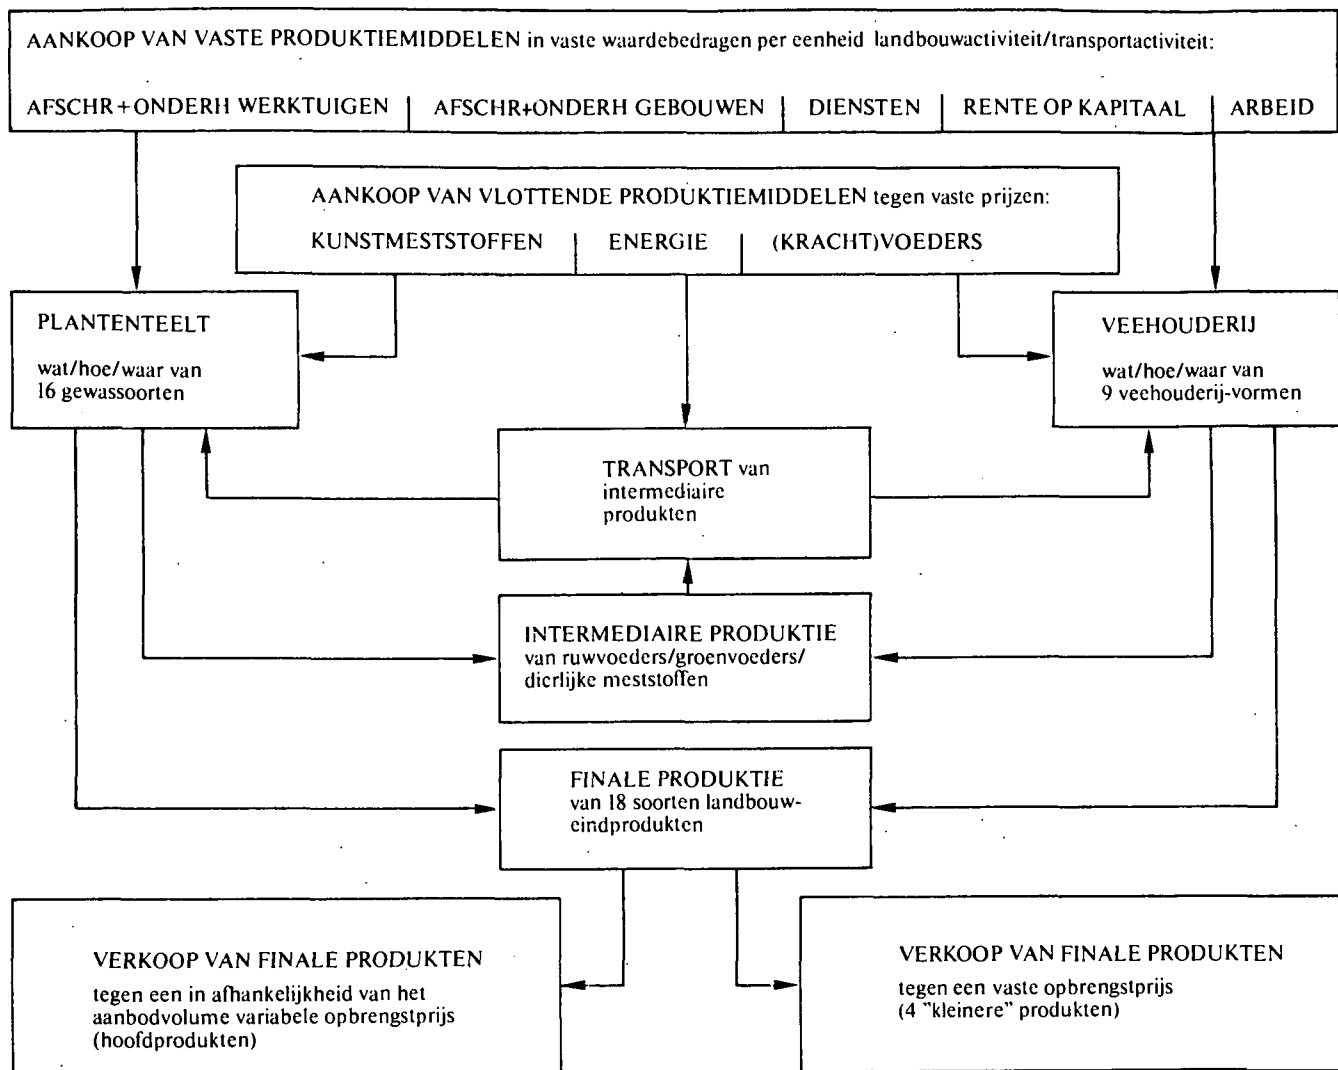 AANKOOP VAN VASTE PRODUKTIEMIDDELEN in vaste waardebedragen per eenheid landbouwactiviteit/transportactiviteit:
AFSCHR+ONDERH WERKTUIGEN AFSCHR+ONDERH GEBOUWEN DIENSTEN RENTE OP KAPITAAL ARBEID
AANKOOP VAN VLOTTENDE PRODUKTIEMIDDELEN tegen vaste prijzen:
KUNSTMESTSTOFFEN ENERGIE (KRACHT)VOEDERS
PLANTENTEELT
wat/hoe/waar van
16 gewassoorten
VEEHOUDERIJ
wat/hoe/waar van
9 veehouderij-vormen
TRANSPORT van
intermediaire
produkten
INTERMEDIAIRE PRODUKTIE
van ruwvoeders/groenvoeders/
dierlijke meststoffen
FINALE PRODUKTIE
van 18 soorten landbouw-
eindprodukten
VERKOOP VAN FINALE PRODUKTEN
tegen een in afhankelijkheid van het
aanbodvolume variabele opbrengstprijs
(hoofdprodukten)
VERKOOP VAN FINALE PRODUKTEN
tegen een vaste opbrengstprijs
(4 "kleinere" produkten)